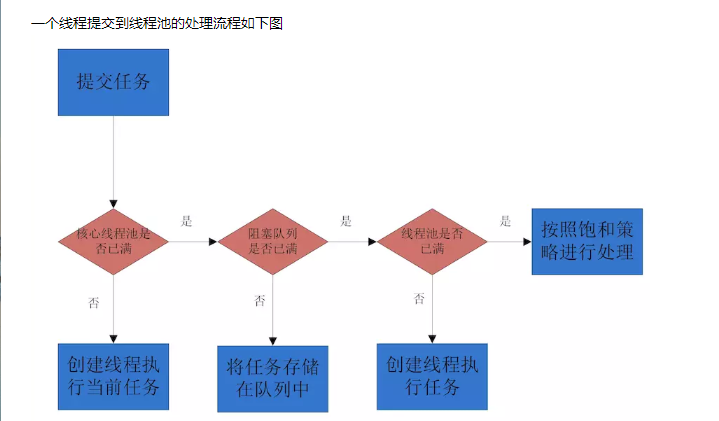 一个线程提交到线程池的处理流程如下图
提交任务
核心线程池是
否已满
是
阻塞队列
是否已满
是
线程池是否
已满
是
按照饱和策
略进行处理
否
否
否
创建线程执
行当前任务
将任务存储
在队列中
创建线程执
行任务